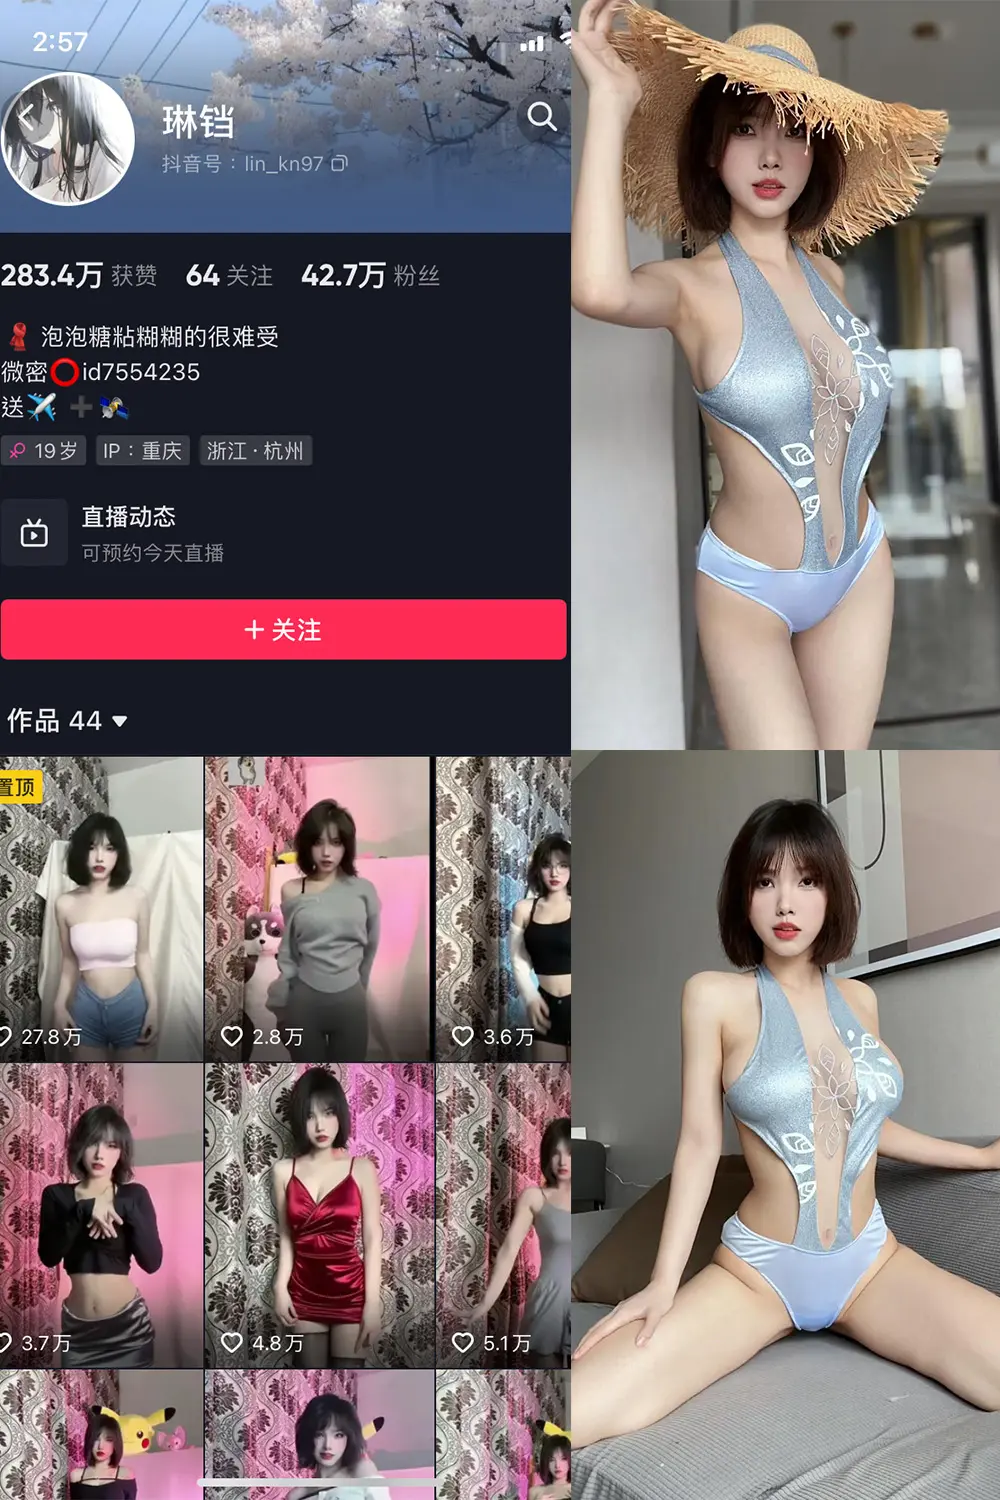 2:57
琳铛
抖音号：lin_kn97
283.4万 获赞 64 关注 42.7万 粉丝
泡泡糖粘糊糊的很难受
微密⭕id7554235
送✈️➕🛰️
19岁 IP：重庆 浙江·杭州
直播动态
可预约今天直播
+ 关注
作品 44
置顶
27.8万 2.8万 3.6万
3.7万 4.8万 5.1万